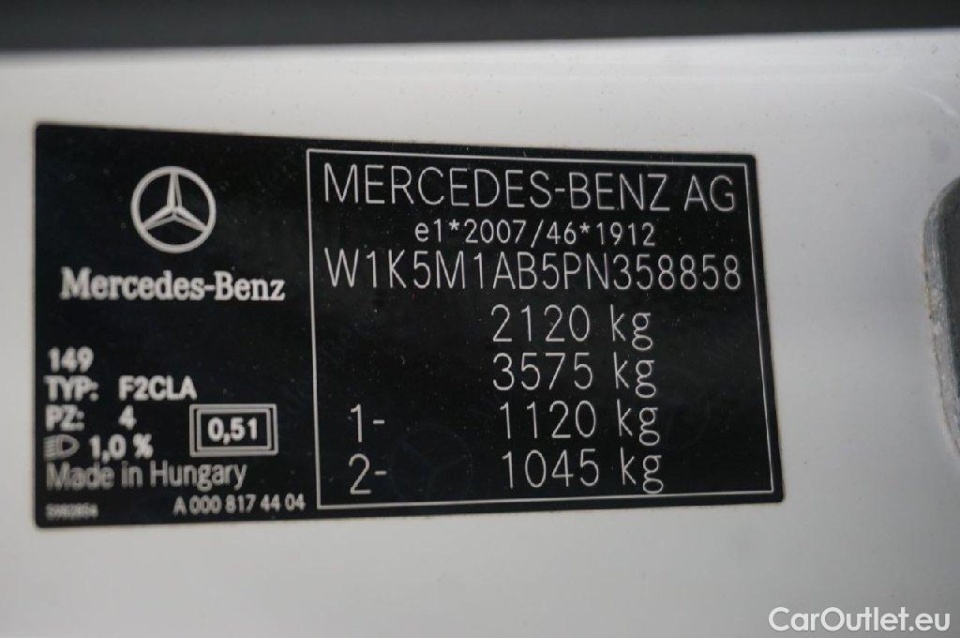 Mercedes-Benz
149
TYP: F2CLA
PZ: 4
1,0 %
0,51
Made in Hungary
A 000 817 44 04
MERCEDES-BENZ AG
e1*2007/46*1912
W1K5M1AB5PN358858
2120 kg
3575 kg
1- 1120 kg
2- 1045 kg
CarOutlet.eu